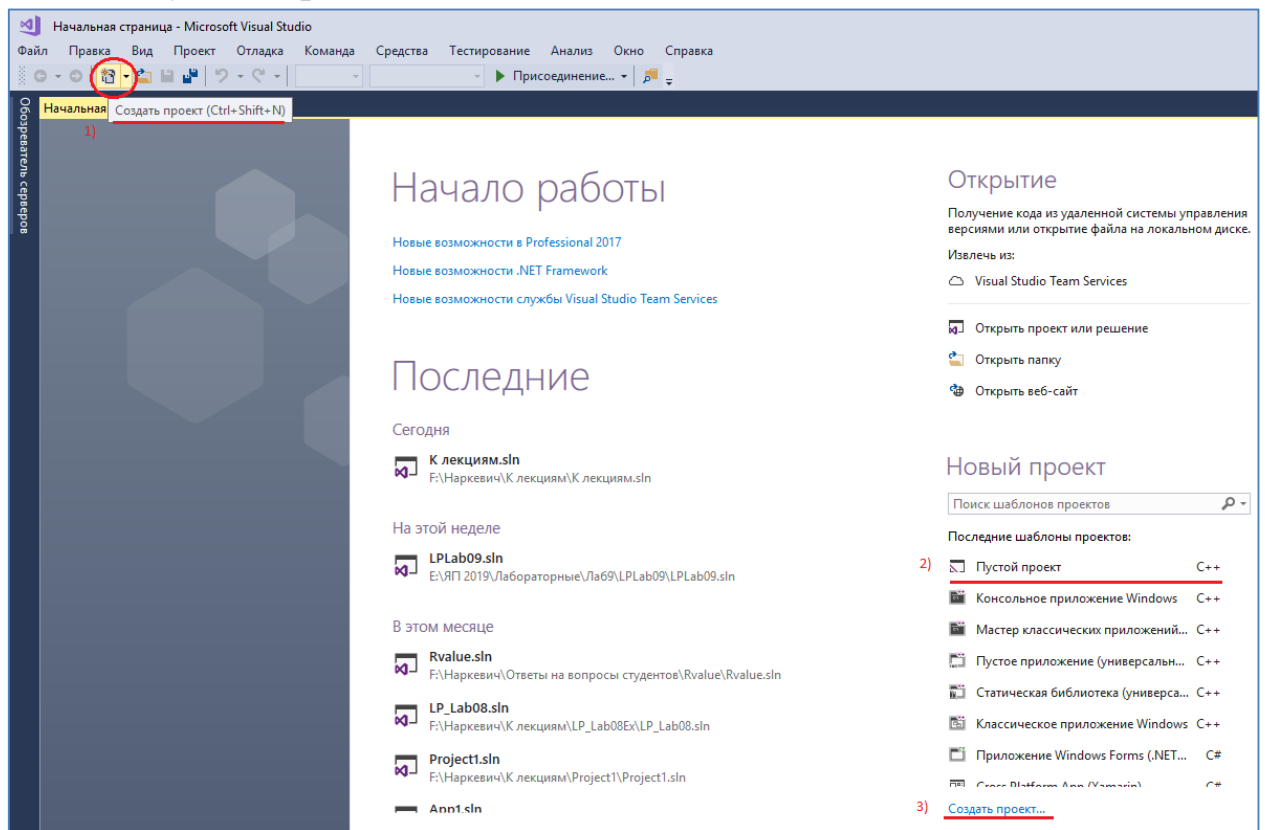 Начальная страница - Microsoft Visual Studio
Файл Правка Вид Проект Отладка Команда Средства Тестирование Анализ Окно Справка
Присоединение...
Обозреватель серверов
Начальная
Создать проект (Ctrl+Shift+N)
1)
Начало работы
Новые возможности в Professional 2017
Новые возможности .NET Framework
Новые возможности службы Visual Studio Team Services
Последние
Сегодня
К лекциям.sln
F:\Наркевич\К лекциям\К лекциям.sln
На этой неделе
LPLab09.sln
E:\ЯП 2019\Лабораторные\Ла69\LPLab09\LPLab09.sln
В этом месяце
Rvalue.sln
F:\Наркевич\Ответы на вопросы студентов\Rvalue\Rvalue.sln
LP_Lab08.sln
F:\Наркевич\К лекциям\LP_Lab08Ex\LP_Lab08.sln
Project1.sln
F:\Наркевич\К лекциям\Project1\Project1.sln
App1.sln
Открытие
Получение кода из удаленной системы управления
версиями или открытие файла на локальном диске.
Извлечь из:
Visual Studio Team Services
Открыть проект или решение
Открыть папку
Открыть веб-сайт
Новый проект
Поиск шаблонов проектов
Последние шаблоны проектов:
2) Пустой проект C++
Консольное приложение Windows C++
Мастер классических приложений... C++
Пустое приложение (универсальн... C++
Статическая библиотека (универса... C++
Классическое приложение Windows C++
Приложение Windows Forms (.NET... C#
Cross Platform App (Xamarin) C#
3) Создать проект...